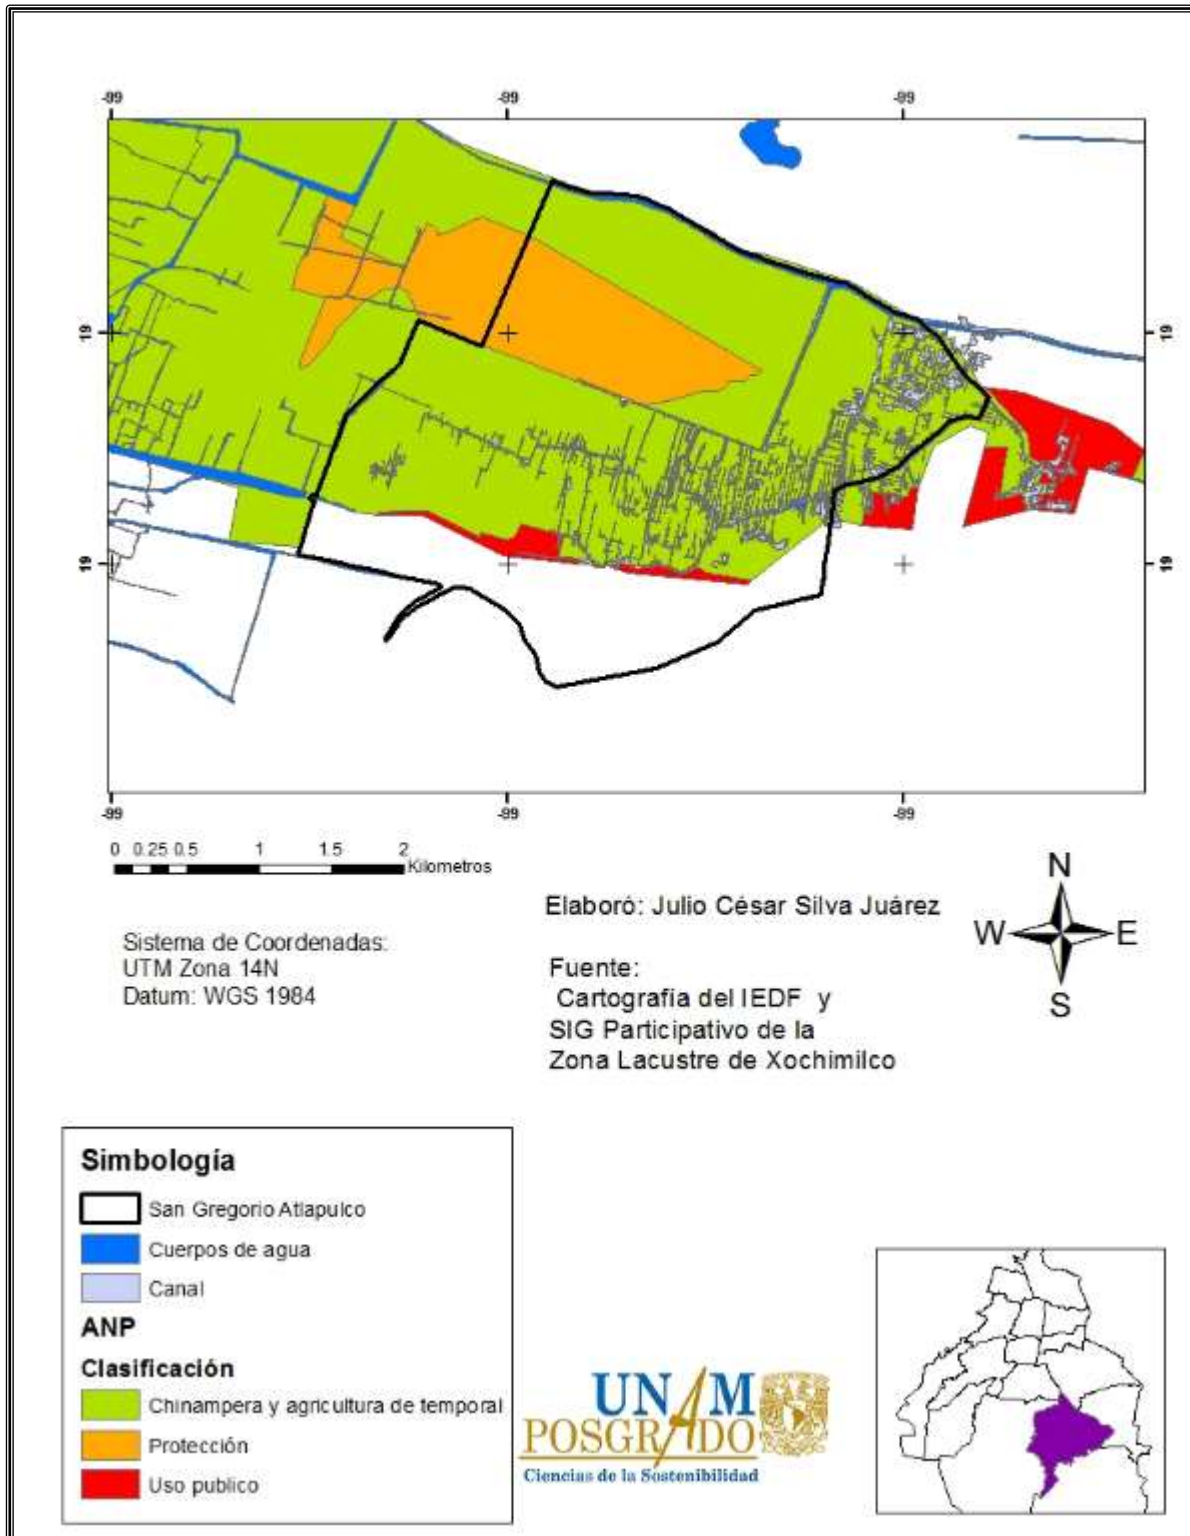 -99 -99 -99
19 19
19 19
-99 -99 -99
0 0.25 0.5 1 1.5 2
Kilometros
Elaboró: Julio César Silva Juárez
N
W E
S
Sistema de Coordenadas:
UTM Zona 14N
Datum: WGS 1984
Fuente:
Cartografía del IEDF y
SIG Participativo de la
Zona Lacustre de Xochimilco
Simbología
San Gregorio Atlapulco
Cuerpos de agua
Canal
ANP
Clasificación
Chinampera y agricultura de temporal
Protección
Uso publico
UNAM
POSGRADO
Ciencias de la Sostenibilidad